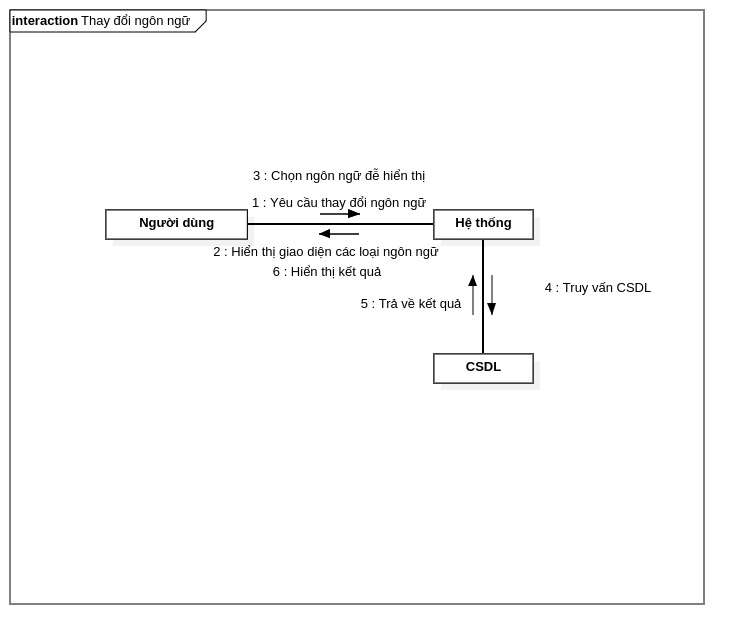 interaction Thay đổi ngôn ngữ
3 : Chọn ngôn ngữ để hiển thị
1 : Yêu cầu thay đổi ngôn ngữ
Người dùng
Hệ thống
2 : Hiển thị giao diện các loại ngôn ngữ
6 : Hiển thị kết quả
4 : Truy vấn CSDL
5 : Trả về kết quả
CSDL